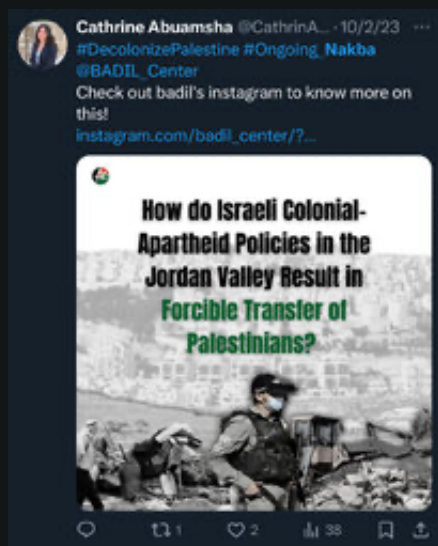 Cathrine Abuamsha @CathrinA... · 10/2/23 ...
#DecolonizePalestine #Ongoing_Nakba
@BADIL_Center
Check out badil's instagram to know more on
this!
instagram.com/badil_center/?...
How do Israeli Colonial-
Apartheid Policies in the
Jordan Valley Result in
Forcible Transfer of
Palestinians?
1 2 38